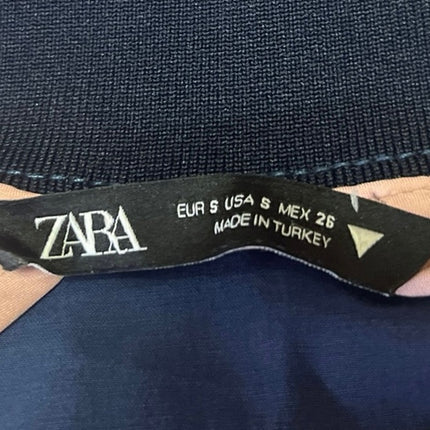 ZARA
EUR S USA S MEX 26
MADE IN TURKEY